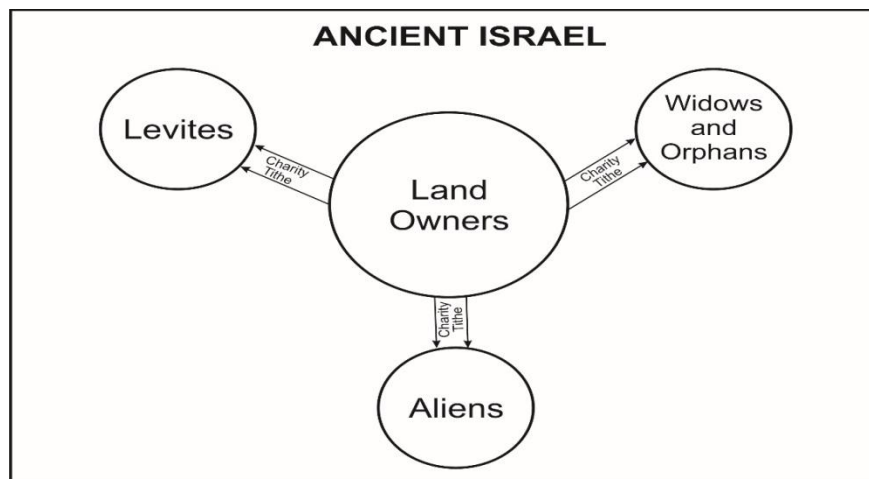 ANCIENT ISRAEL
Levites
Charity
Tithe
Land
Owners
Charity
Tithe
Widows
and
Orphans
Charity
Tithe
Aliens